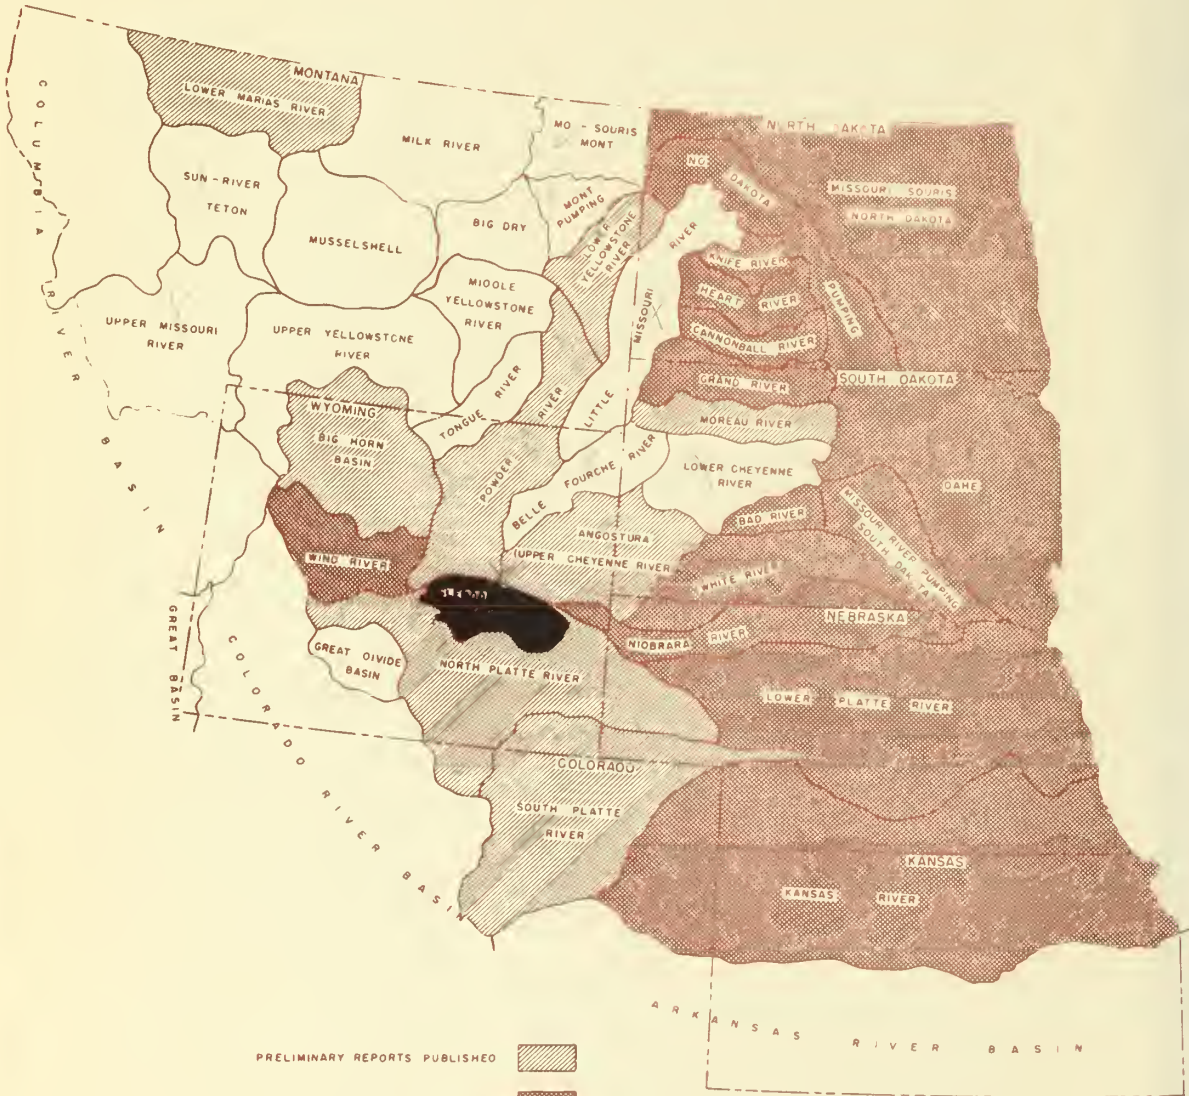 MONTANA
LOWER MARIAS RIVER
COLUMBIA RIVER BASIN
MILK RIVER
MO - SOURIS
MONT
SUN-RIVER
TETON
MUSSELSHELL
BIG DRY
MONT
PUMPING
LOWER
YELLOWSTONE
RIVER
NORTH DAKOTA
NO
DAKOTA
PUMPING
MISSOURI SOURIS
NORTH DAKOTA
KNIFE RIVER
HEART RIVER
CANNONBALL RIVER
GRAND RIVER
SOUTH DAKOTA
MOREAU RIVER
UPPER MISSOURI
RIVER
UPPER YELLOWSTONE
RIVER
MIDDLE
YELLOWSTONE
RIVER
TONGUE RIVER
POWDER RIVER
LITTLE MISSOURI RIVER
WYOMING
BIG HORN
BASIN
BELLE FOURCHE RIVER
LOWER CHEYENNE
RIVER
OAHE
BAD RIVER
MISSOURI RIVER PUMPING
SOUTH DAKOTA
ANGOSTURA
(UPPER CHEYENNE RIVER
WIND RIVER
WHITE RIVER
NEBRASKA
NIOBRARA RIVER
GREAT BASIN
GREAT DIVIDE
BASIN
NORTH PLATTE RIVER
LOWER PLATTE RIVER
COLORADO RIVER BASIN
COLORADO
SOUTH PLATTE
RIVER
KANSAS
KANSAS RIVER
ARKANSAS RIVER BASIN
PRELIMINARY REPORTS PUBLISHED